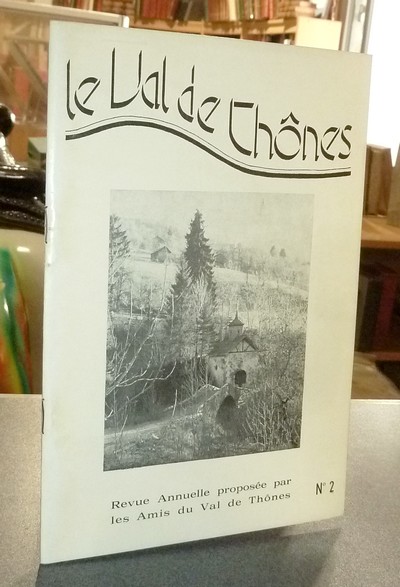 le Val de Thônes
Revue Annuelle proposée par
les Amis du Val de Thônes
N° 2